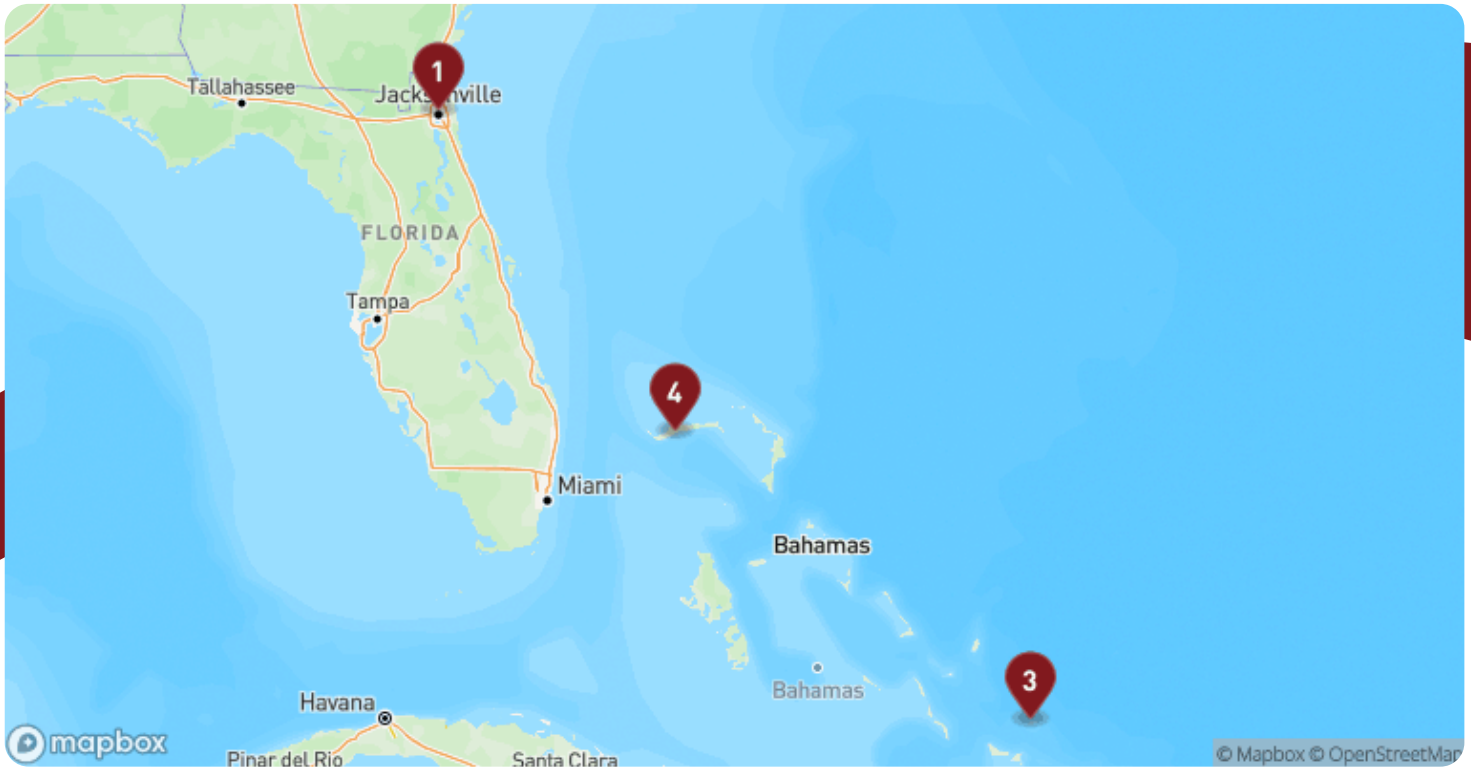 1
Tallahassee
Jacksonville
FLORIDA
Tampa
4
Miami
Bahamas
3
Bahamas
Havana
mapbox
Pinar del Rio
Santa Clara
© Mapbox © OpenStreetMap